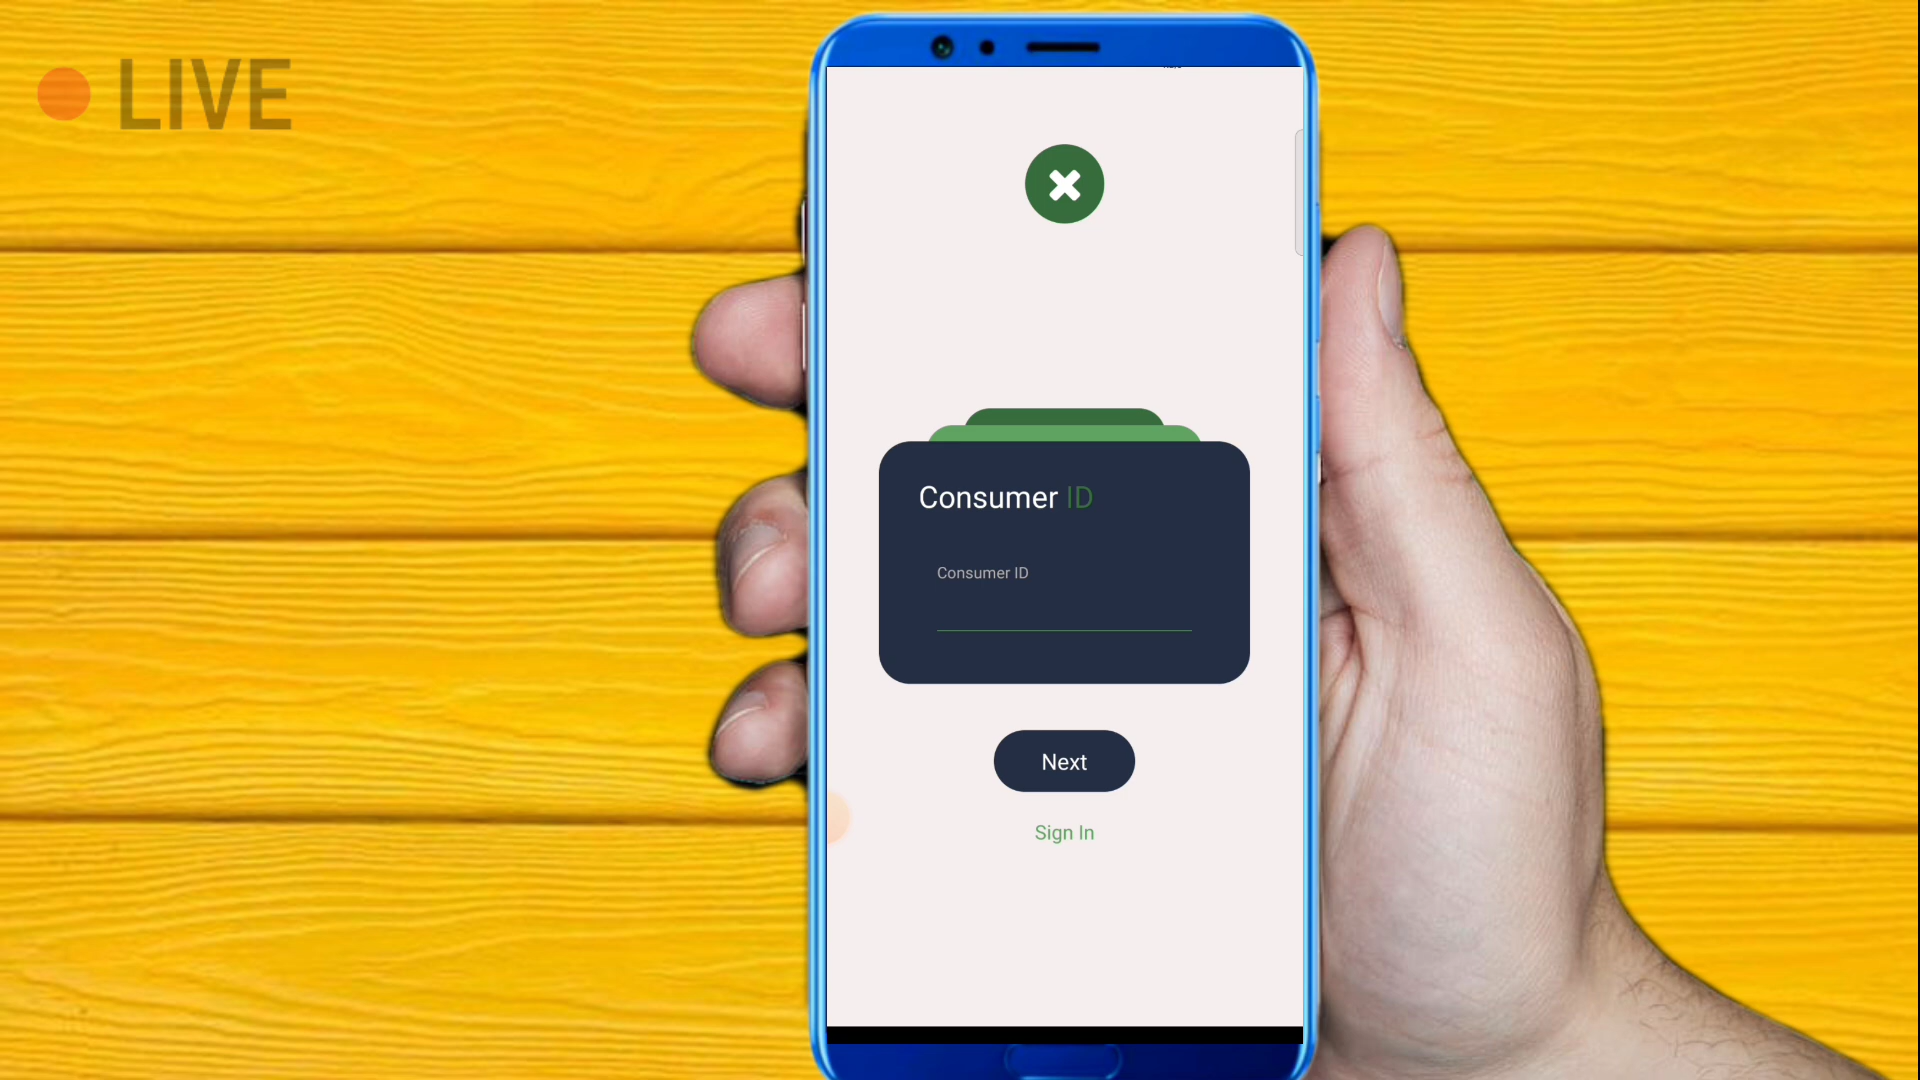 LIVE
Consumer ID
Consumer ID
Next
Sign In